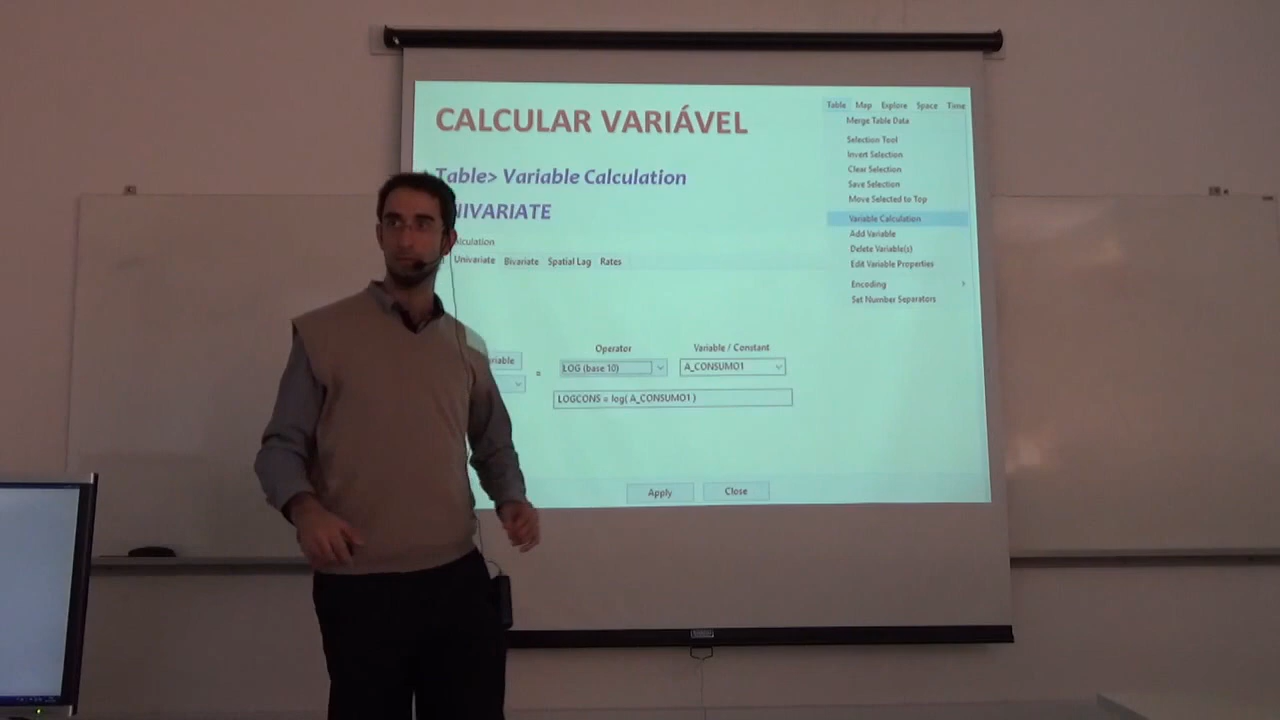 CALCULAR VARIÁVEL
Table> Variable Calculation
NIVARIATE
alculation
Univariate Bivariate Spatial Lag Rates
Operator Variable / Constant
riable = LOG (base 10) A_CONSUMO1
LOGCONS = log( A_CONSUMO1 )
Apply Close
Table Map Explore Space Time
Merge Table Data
Selection Tool
Invert Selection
Clear Selection
Save Selection
Move Selected to Top
Variable Calculation
Add Variable
Delete Variable(s)
Edit Variable Properties
Encoding >
Set Number Separators